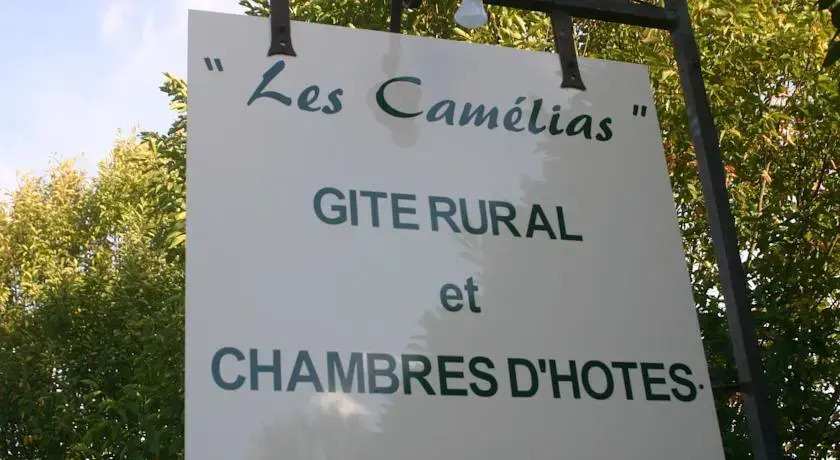 " Les Camélias "
GITE RURAL
et
CHAMBRES D'HOTES.